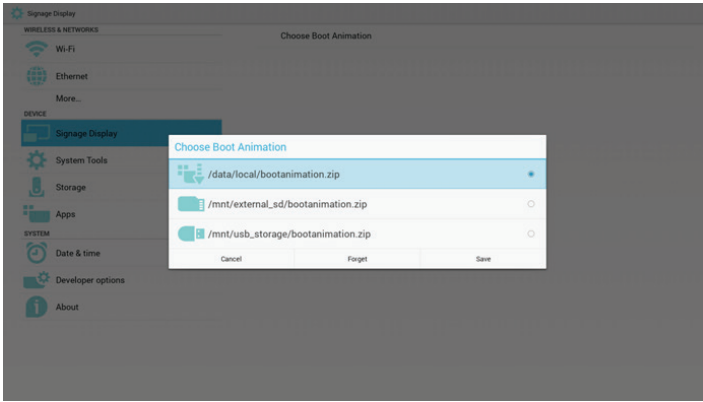 Signage Display
WIRELESS & NETWORKS
Choose Boot Animation
Wi-Fi
Ethernet
More...
DEVICE
Signage Display
System Tools
Storage
Apps
SYSTEM
Date & time
Developer options
About
Choose Boot Animation
/data/local/bootanimation.zip
/mnt/external_sd/bootanimation.zip
/mnt/usb_storage/bootanimation.zip
Cancel Forget Save